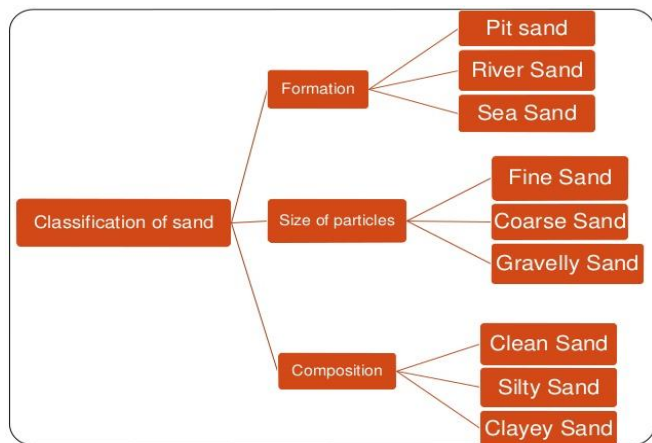 Classification of sand
Formation
Pit sand
River Sand
Sea Sand
Size of particles
Fine Sand
Coarse Sand
Gravelly Sand
Composition
Clean Sand
Silty Sand
Clayey Sand